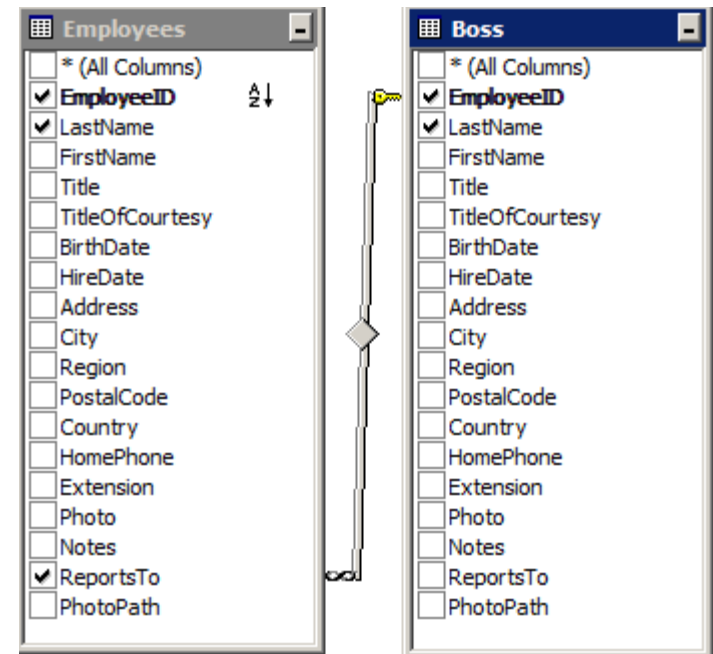 Employees
* (All Columns)
EmployeeID
LastName
FirstName
Title
TitleOfCourtesy
BirthDate
HireDate
Address
City
Region
PostalCode
Country
HomePhone
Extension
Photo
Notes
ReportsTo
PhotoPath
Boss
* (All Columns)
EmployeeID
LastName
FirstName
Title
TitleOfCourtesy
BirthDate
HireDate
Address
City
Region
PostalCode
Country
HomePhone
Extension
Photo
Notes
ReportsTo
PhotoPath